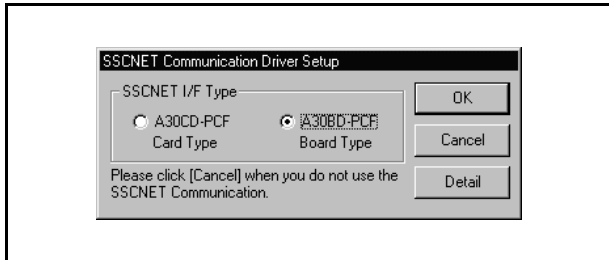 SSCNET Communication Driver Setup
SSCNET I/F Type
A30CD-PCF
Card Type
A30BD-PCF
Board Type
OK
Cancel
Please click [Cancel] when you do not use the
SSCNET Communication.
Detail